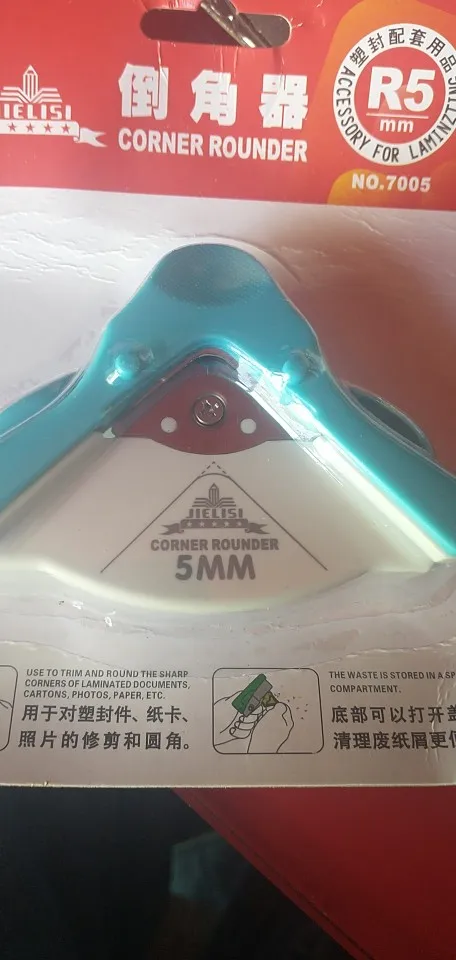 JIELISI
倒角器
CORNER ROUNDER
塑封配套用品
R5
mm
ACCESSORY FOR LAMINZTING
NO.7005
JIELISI
CORNER ROUNDER
5MM
USE TO TRIM AND ROUND THE SHARP
CORNERS OF LAMINATED DOCUMENTS,
CARTONS, PHOTOS, PAPER, ETC.
用于对塑封件、纸卡、
照片的修剪和圆角。
THE WASTE IS STORED IN A SP
COMPARTMENT.
底部可以打开盖
清理废纸屑更